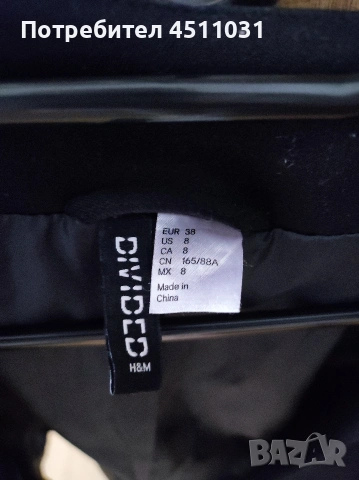 Потребител 4511031
DIVIDED
H&M
EUR 38
US 8
CA 8
CN 165/88A
MX 8
Made in
China
BAZAR